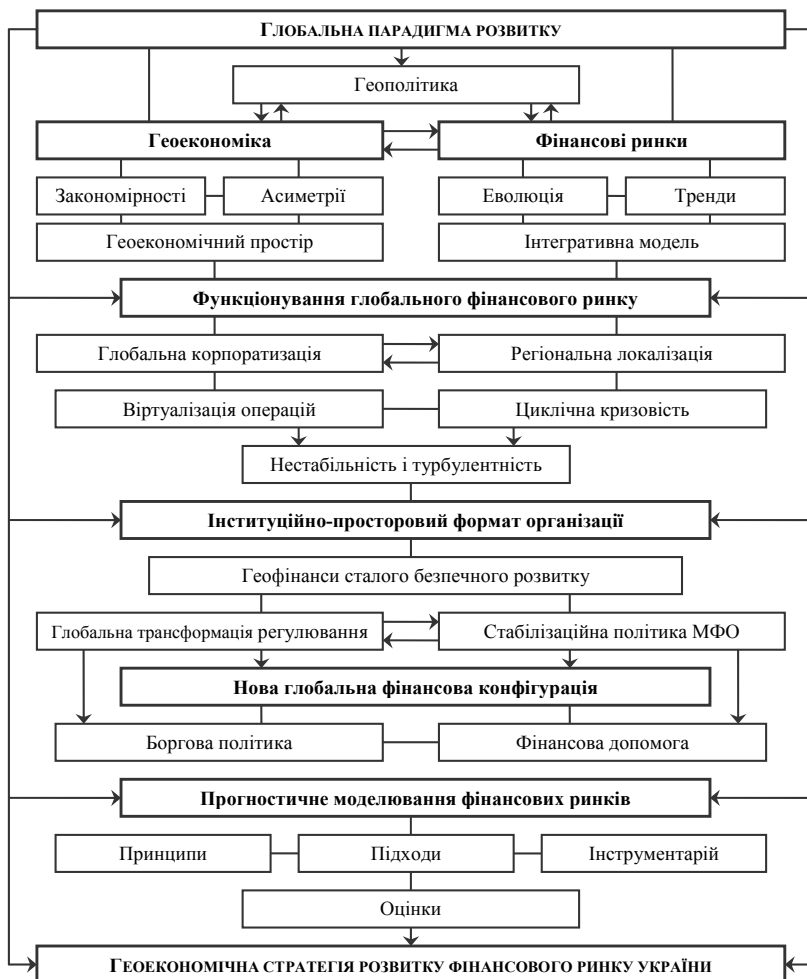 ГЛОБАЛЬНА ПАРАДИГМА РОЗВИТКУ
Геополітика
Геоекономіка
Фінансові ринки
Закономірності
Асиметрії
Еволюція
Тренди
Геоекономічний простір
Інтегративна модель
Функціонування глобального фінансового ринку
Глобальна корпоратизація
Регіональна локалізація
Віртуалізація операцій
Циклічна кризовість
Нестабільність і турбулентність
Інституційно-просторовий формат організації
Геофінанси сталого безпечного розвитку
Глобальна трансформація регулювання
Стабілізаційна політика МФО
Нова глобальна фінансова конфігурація
Боргова політика
Фінансова допомога
Прогностичне моделювання фінансових ринків
Принципи
Підходи
Інструментарій
Оцінки
ГЕОЕКОНОМІЧНА СТРАТЕГІЯ РОЗВИТКУ ФІНАНСОВОГО РИНКУ УКРАЇНИ